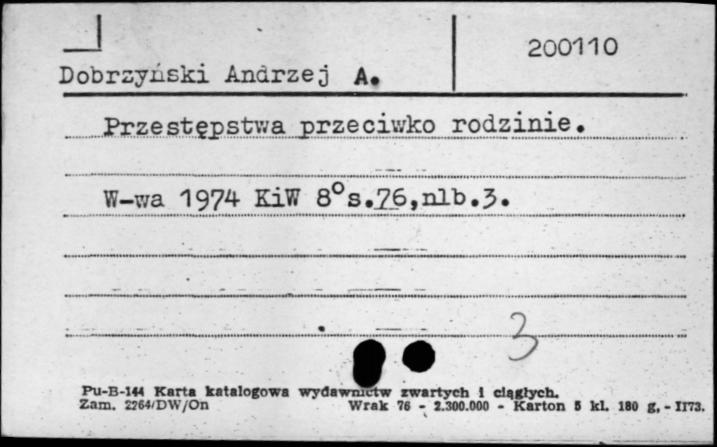 200110
Dobrzyński Andrzej A.
Przestępstwa przeciwko rodzinie.
W-wa 1974 KiW 8° s.76,nlb.3.
3
Pu-B-144 Karta katalogowa wydawnictw zwartych i ciągłych.
Zam. 2264/DW/On Wrak 76 - 2.300.000 - Karton 5 kl. 180 g. - II73.